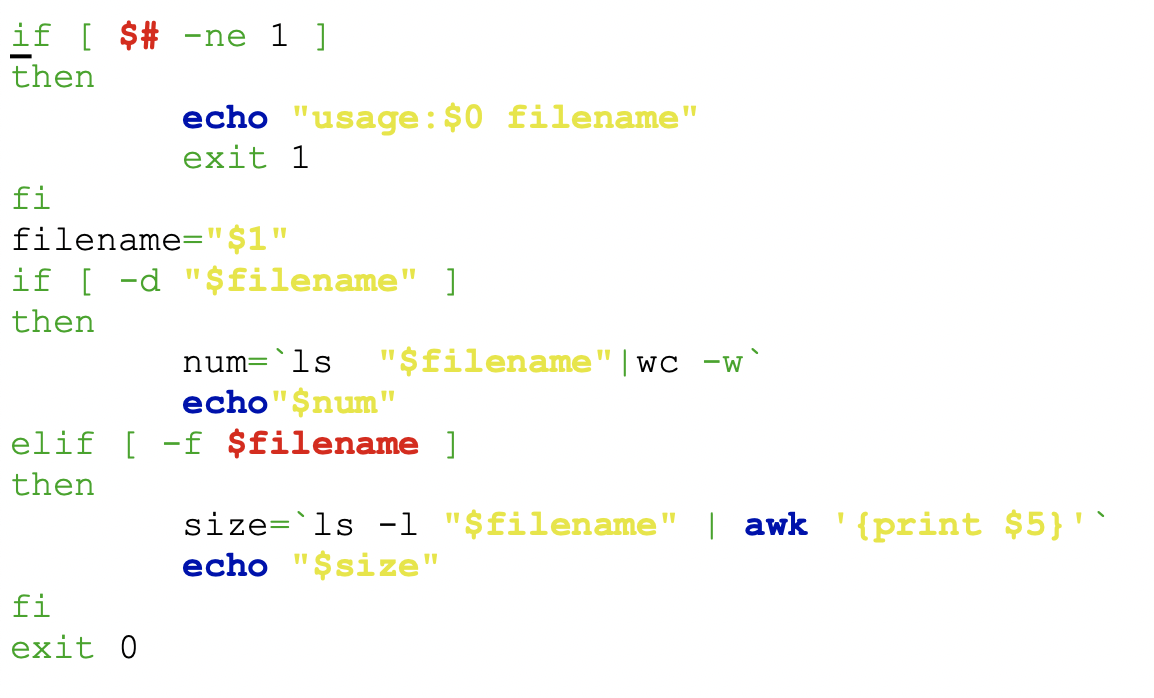 if [ $# -ne 1 ]
then
        echo "usage:$0 filename"
        exit 1
fi
filename="$1"
if [ -d "$filename" ]
then
        num=`ls  "$filename"|wc -w`
        echo"$num"
elif [ -f $filename ]
then
        size=`ls -l "$filename" | awk '{print $5}'`
        echo "$size"
fi
exit 0